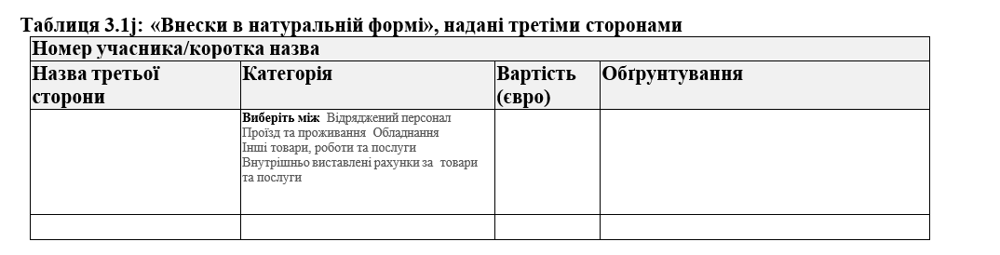 Таблиця 3.1j: «Внески в натуральній формі», надані третіми сторонами
Номер учасника/коротка назва
Назва третьої сторони
Категорія
Вартість (євро)
Обґрунтування
Виберіть між Відряджений персонал
Проїзд та проживання Обладнання
Інші товари, роботи та послуги
Внутрішньо виставлені рахунки за товари
та послуги